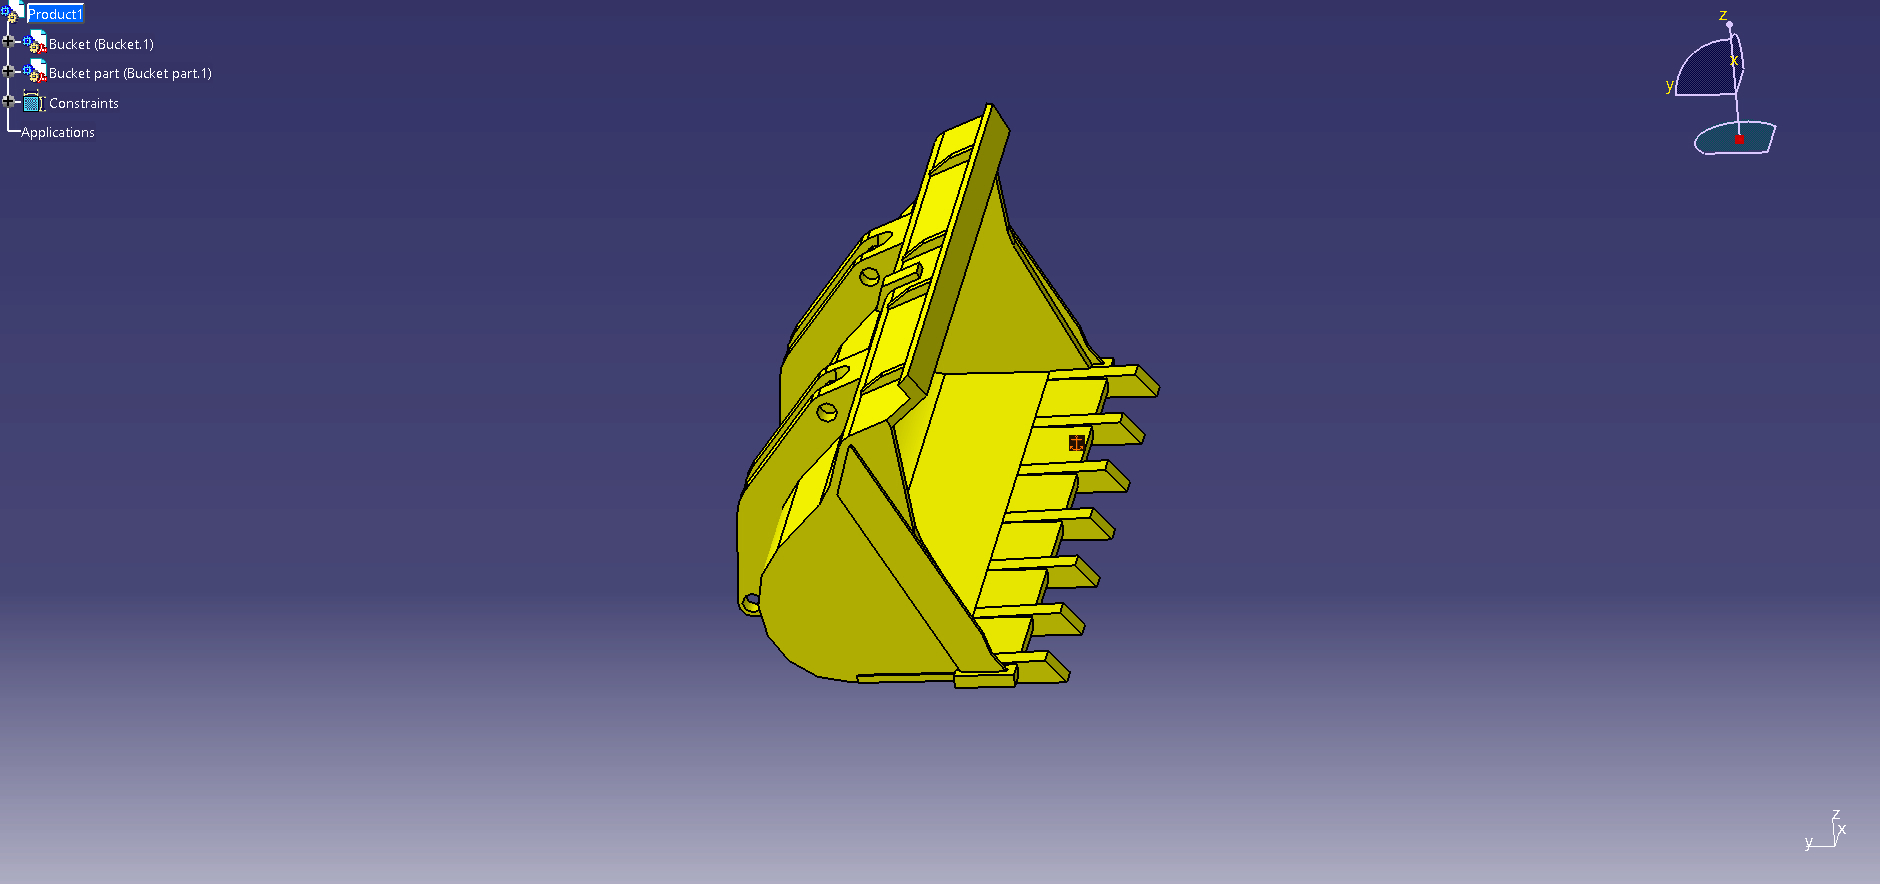 Product1
Bucket (Bucket.1)
Bucket part (Bucket part.1)
Constraints
Applications
z
x
y
z
x
y